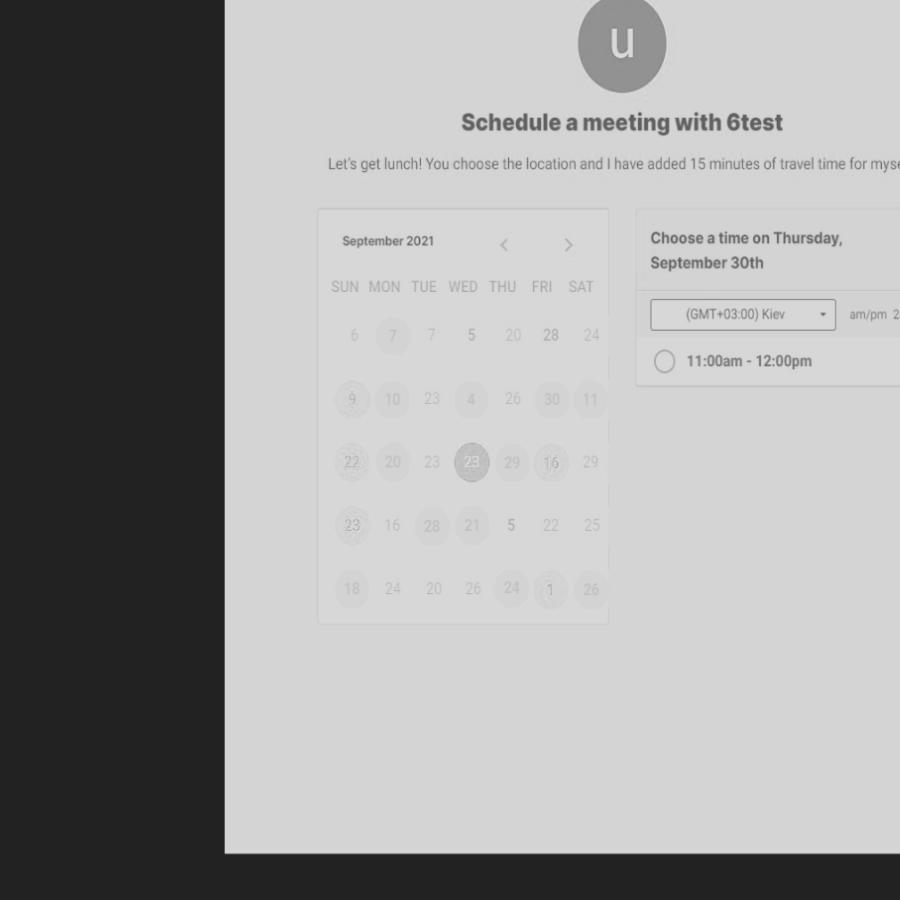 u
Schedule a meeting with 6test
Let's get lunch! You choose the location and I have added 15 minutes of travel time for myse
September 2021
SUN MON TUE WED THU FRI SAT
6 7 7 5 20 28 24
9 10 23 4 26 30 11
22 20 23 23 29 16 29
23 16 28 21 5 22 25
18 24 20 26 24 1 26
Choose a time on Thursday,
September 30th
(GMT+03:00) Kiev am/pm 2
11:00am - 12:00pm